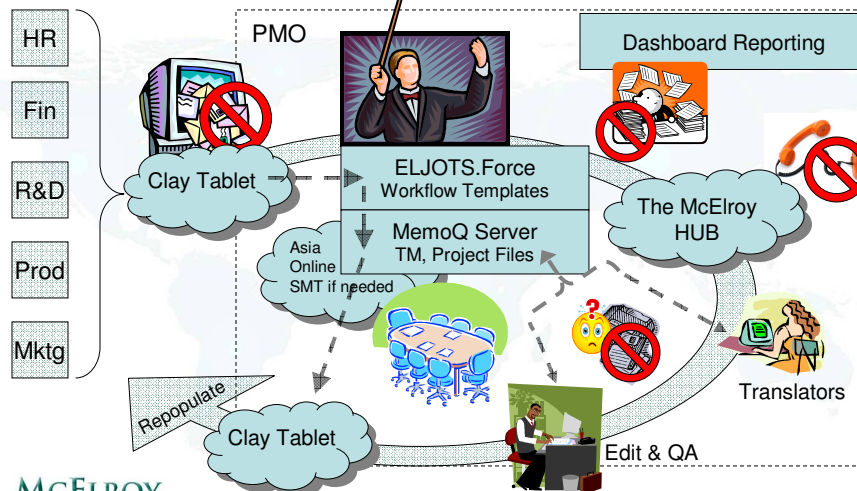 HR
Fin
R&D
Prod
Mktg
PMO
Dashboard Reporting
Clay Tablet
ELJOTS.Force
Workflow Templates
MemoQ Server
TM, Project Files
Asia
Online
SMT if needed
The McElroy
HUB
?
Translators
Repopulate
Clay Tablet
Edit & QA
MCELROY